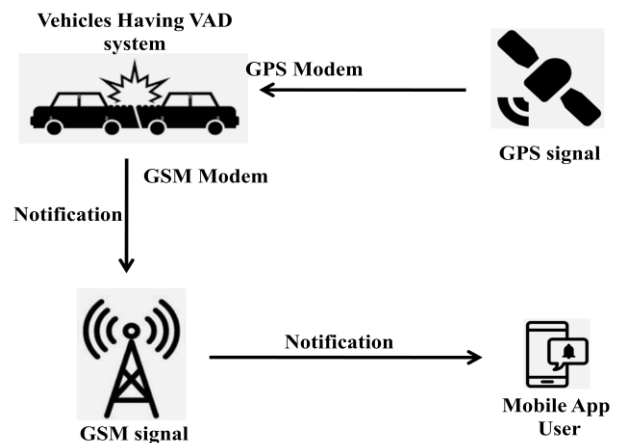 Vehicles Having VAD
system
GPS Modem
GPS signal
GSM Modem
Notification
Notification
GSM signal
Mobile App
User